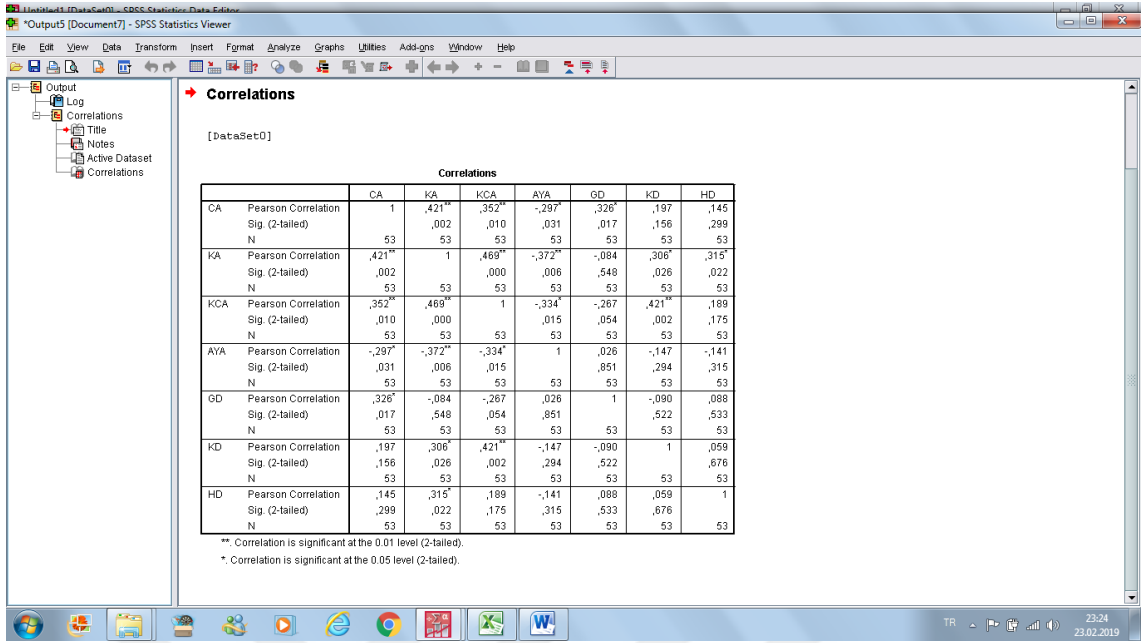 Untitled1 [DataSet0] - SPSS Statistics Data Editor
*Output5 [Document7] - SPSS Statistics Viewer
File Edit View Data Transform Insert Format Analyze Graphs Utilities Add-ons Window Help
Output
Log
Correlations
Title
Notes
Active Dataset
Correlations
Correlations
[DataSet0]
Correlations
CA KA KCA AYA GD KD HD
CA Pearson Correlation 1 ,421** ,352** -,297* ,326* ,197 ,145
Sig. (2-tailed) ,002 ,010 ,031 ,017 ,156 ,299
N 53 53 53 53 53 53 53
KA Pearson Correlation ,421** 1 ,469** -,372** -,084 ,306* ,315*
Sig. (2-tailed) ,002 ,000 ,006 ,548 ,026 ,022
N 53 53 53 53 53 53 53
KCA Pearson Correlation ,352** ,469** 1 -,334* -,267 ,421** ,189
Sig. (2-tailed) ,010 ,000 ,015 ,054 ,002 ,175
N 53 53 53 53 53 53 53
AYA Pearson Correlation -,297* -,372** -,334* 1 ,026 -,147 -,141
Sig. (2-tailed) ,031 ,006 ,015 ,851 ,294 ,315
N 53 53 53 53 53 53 53
GD Pearson Correlation ,326* -,084 -,267 ,026 1 -,090 ,088
Sig. (2-tailed) ,017 ,548 ,054 ,851 ,522 ,533
N 53 53 53 53 53 53 53
KD Pearson Correlation ,197 ,306* ,421** -,147 -,090 1 ,059
Sig. (2-tailed) ,156 ,026 ,002 ,294 ,522 ,676
N 53 53 53 53 53 53 53
HD Pearson Correlation ,145 ,315* ,189 -,141 ,088 ,059 1
Sig. (2-tailed) ,299 ,022 ,175 ,315 ,533 ,676
N 53 53 53 53 53 53 53
**. Correlation is significant at the 0.01 level (2-tailed).
*. Correlation is significant at the 0.05 level (2-tailed).
TR 23:24
23.02.2019